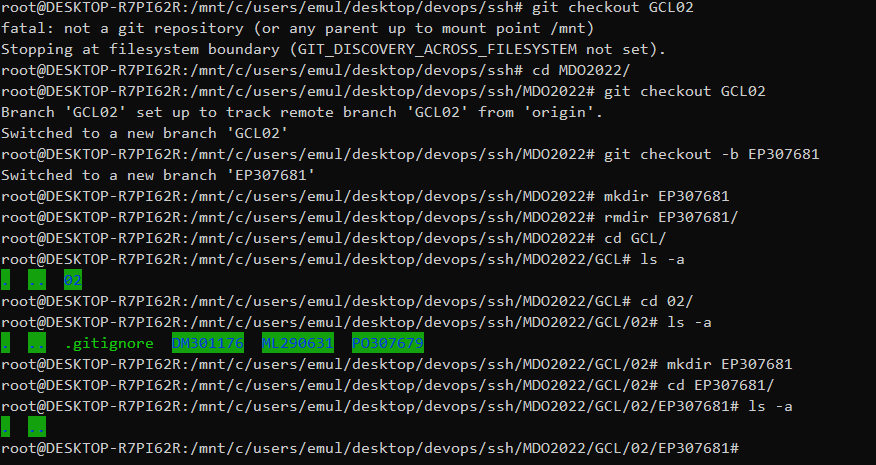 root@DESKTOP-R7PI62R:/mnt/c/users/emul/desktop/devops/ssh# git checkout GCL02
fatal: not a git repository (or any parent up to mount point /mnt)
Stopping at filesystem boundary (GIT_DISCOVERY_ACROSS_FILESYSTEM not set).
root@DESKTOP-R7PI62R:/mnt/c/users/emul/desktop/devops/ssh# cd MDO2022/
root@DESKTOP-R7PI62R:/mnt/c/users/emul/desktop/devops/ssh/MDO2022# git checkout GCL02
Branch 'GCL02' set up to track remote branch 'GCL02' from 'origin'.
Switched to a new branch 'GCL02'
root@DESKTOP-R7PI62R:/mnt/c/users/emul/desktop/devops/ssh/MDO2022# git checkout -b EP307681
Switched to a new branch 'EP307681'
root@DESKTOP-R7PI62R:/mnt/c/users/emul/desktop/devops/ssh/MDO2022# mkdir EP307681
root@DESKTOP-R7PI62R:/mnt/c/users/emul/desktop/devops/ssh/MDO2022# rmdir EP307681/
root@DESKTOP-R7PI62R:/mnt/c/users/emul/desktop/devops/ssh/MDO2022# cd GCL/
root@DESKTOP-R7PI62R:/mnt/c/users/emul/desktop/devops/ssh/MDO2022/GCL# ls -a
. .. 02
root@DESKTOP-R7PI62R:/mnt/c/users/emul/desktop/devops/ssh/MDO2022/GCL# cd 02/
root@DESKTOP-R7PI62R:/mnt/c/users/emul/desktop/devops/ssh/MDO2022/GCL/02# ls -a
. .. .gitignore DM301176 ML290631 PO307679
root@DESKTOP-R7PI62R:/mnt/c/users/emul/desktop/devops/ssh/MDO2022/GCL/02# mkdir EP307681
root@DESKTOP-R7PI62R:/mnt/c/users/emul/desktop/devops/ssh/MDO2022/GCL/02# cd EP307681/
root@DESKTOP-R7PI62R:/mnt/c/users/emul/desktop/devops/ssh/MDO2022/GCL/02/EP307681# ls -a
. ..
root@DESKTOP-R7PI62R:/mnt/c/users/emul/desktop/devops/ssh/MDO2022/GCL/02/EP307681#